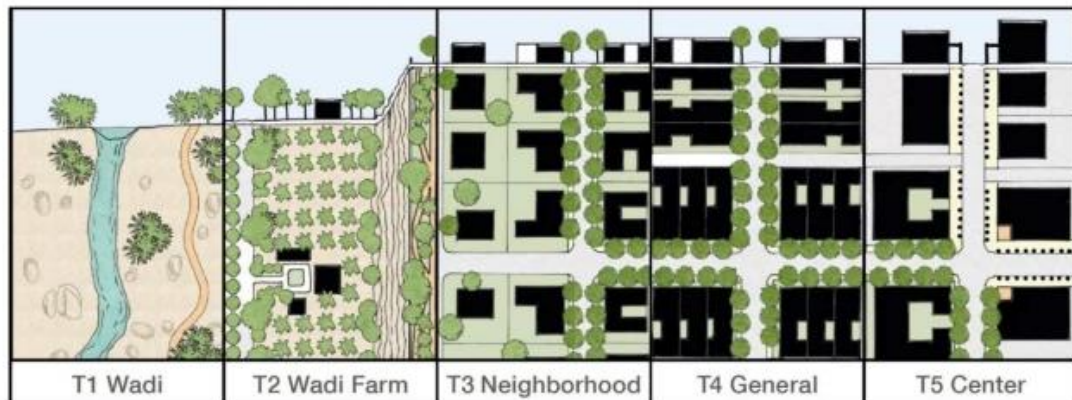 T1 Wadi
T2 Wadi Farm
T3 Neighborhood
T4 General
T5 Center